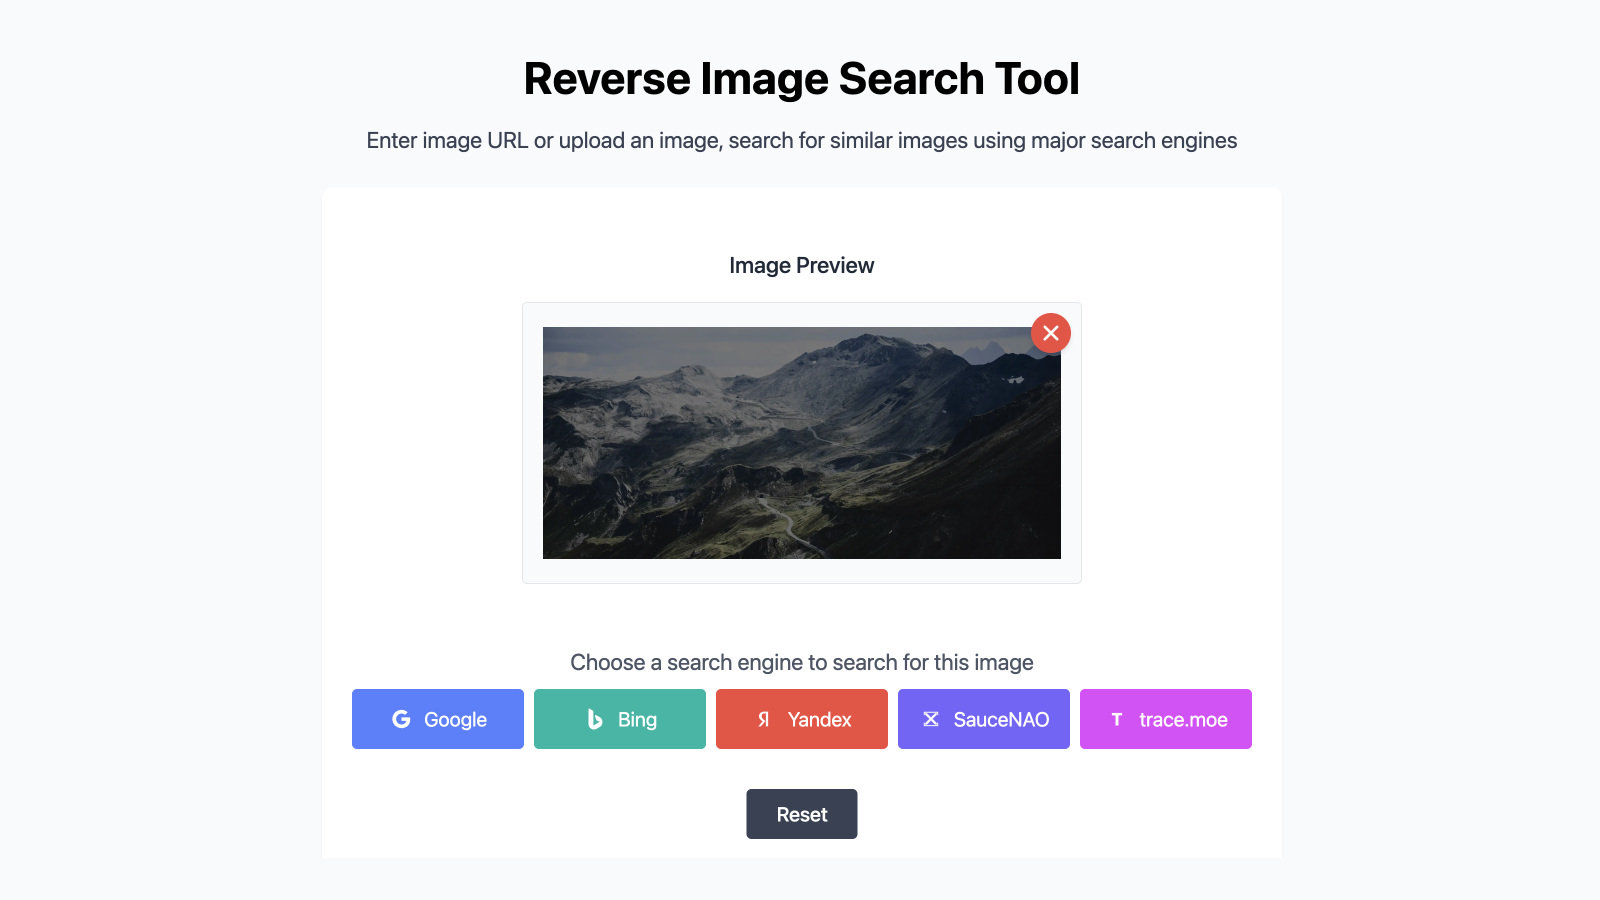 Reverse Image Search Tool
Enter image URL or upload an image, search for similar images using major search engines
Image Preview
Choose a search engine to search for this image
Google
Bing
Я Yandex
SauceNAO
T trace.moe
Reset